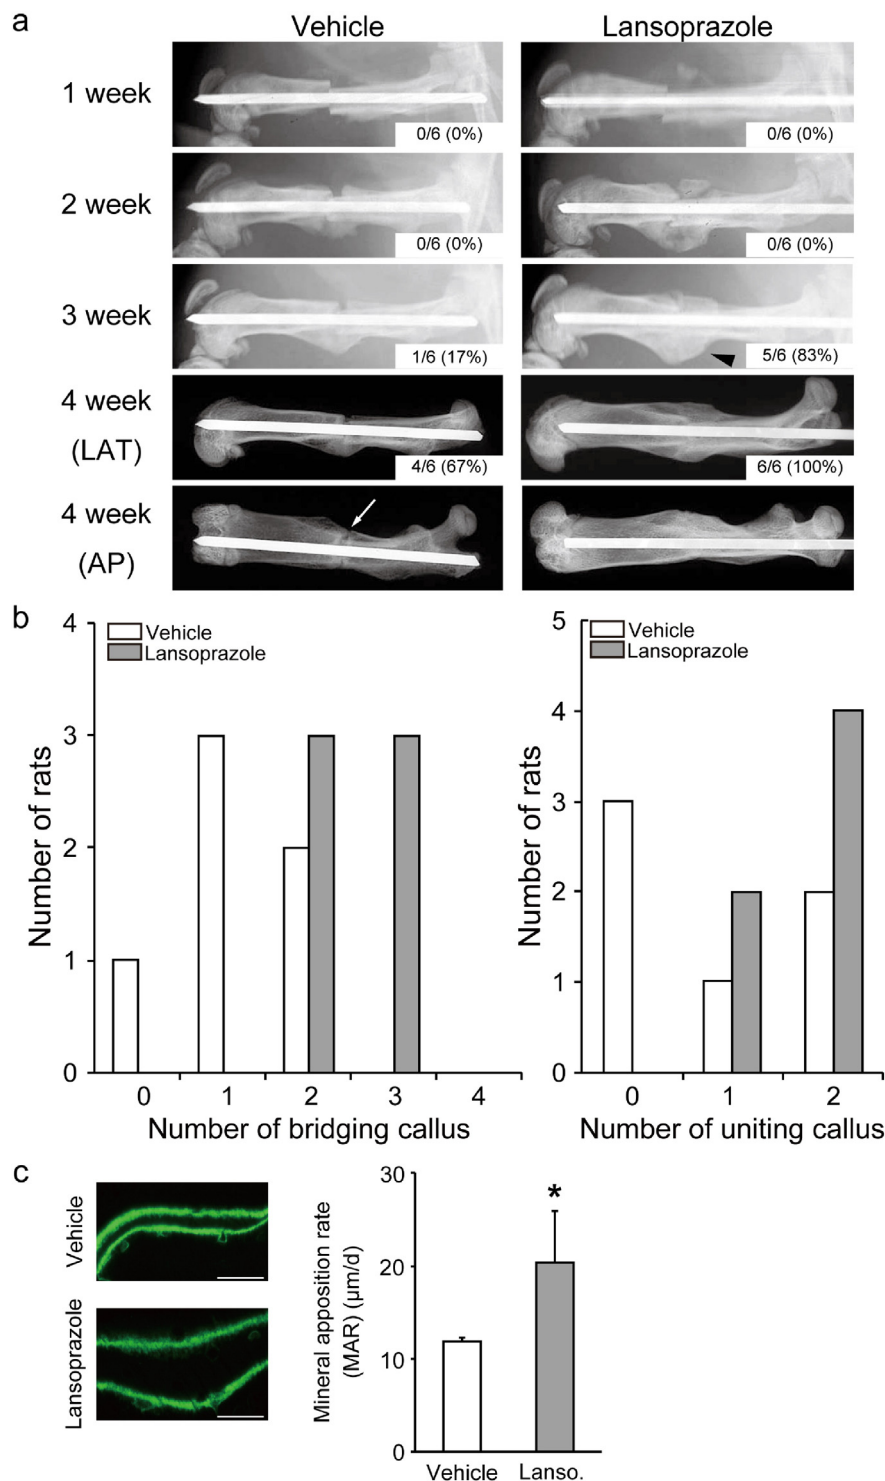 a
Vehicle
Lansoprazole
1 week
0/6 (0%)
0/6 (0%)
2 week
0/6 (0%)
0/6 (0%)
3 week
1/6 (17%)
5/6 (83%)
4 week
(LAT)
4/6 (67%)
6/6 (100%)
4 week
(AP)
b
Number of rats
4
3
2
1
0
Vehicle
Lansoprazole
0 1 2 3 4
Number of bridging callus
Number of rats
5
4
3
2
1
0
Vehicle
Lansoprazole
0 1 2
Number of uniting callus
c
Vehicle
Lansoprazole
Mineral apposition rate
(MAR) (μm/d)
30
20
10
0
*
Vehicle Lanso.